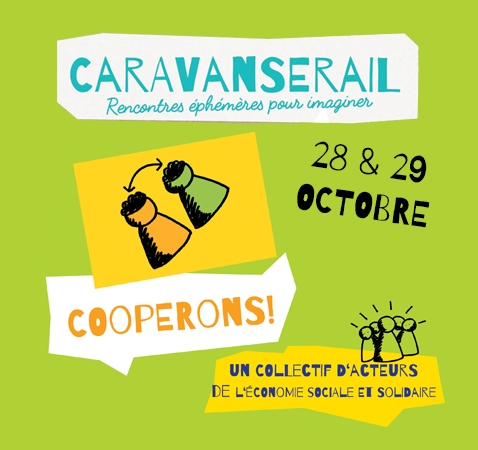 CARAVANSERAIL
Rencontres éphémères pour imaginer
28 & 29
OCTOBRE
COOPERONS!
UN COLLECTIF D'ACTEURS
DE L'ÉCONOMIE SOCIALE ET SOLIDAIRE